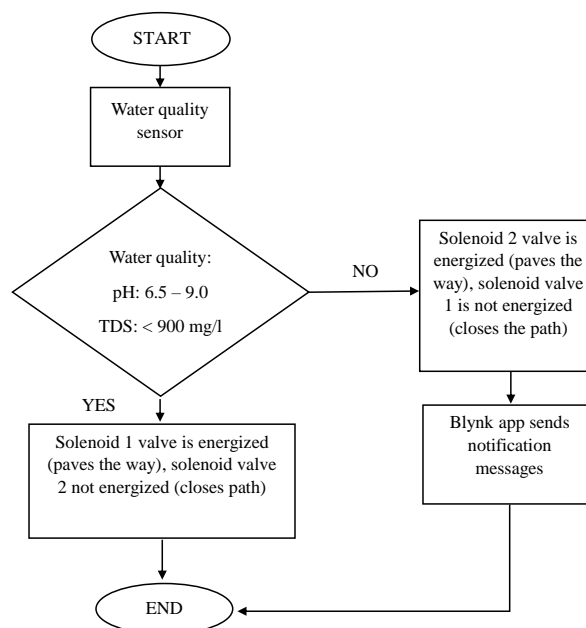 START
Water quality
sensor
Water quality:
pH: 6.5 – 9.0
TDS: < 900 mg/l
NO
Solenoid 2 valve is
energized (paves the
way), solenoid valve
1 is not energized
(closes the path)
YES
Solenoid 1 valve is energized
(paves the way), solenoid valve
2 not energized (closes path)
Blynk app sends
notification
messages
END